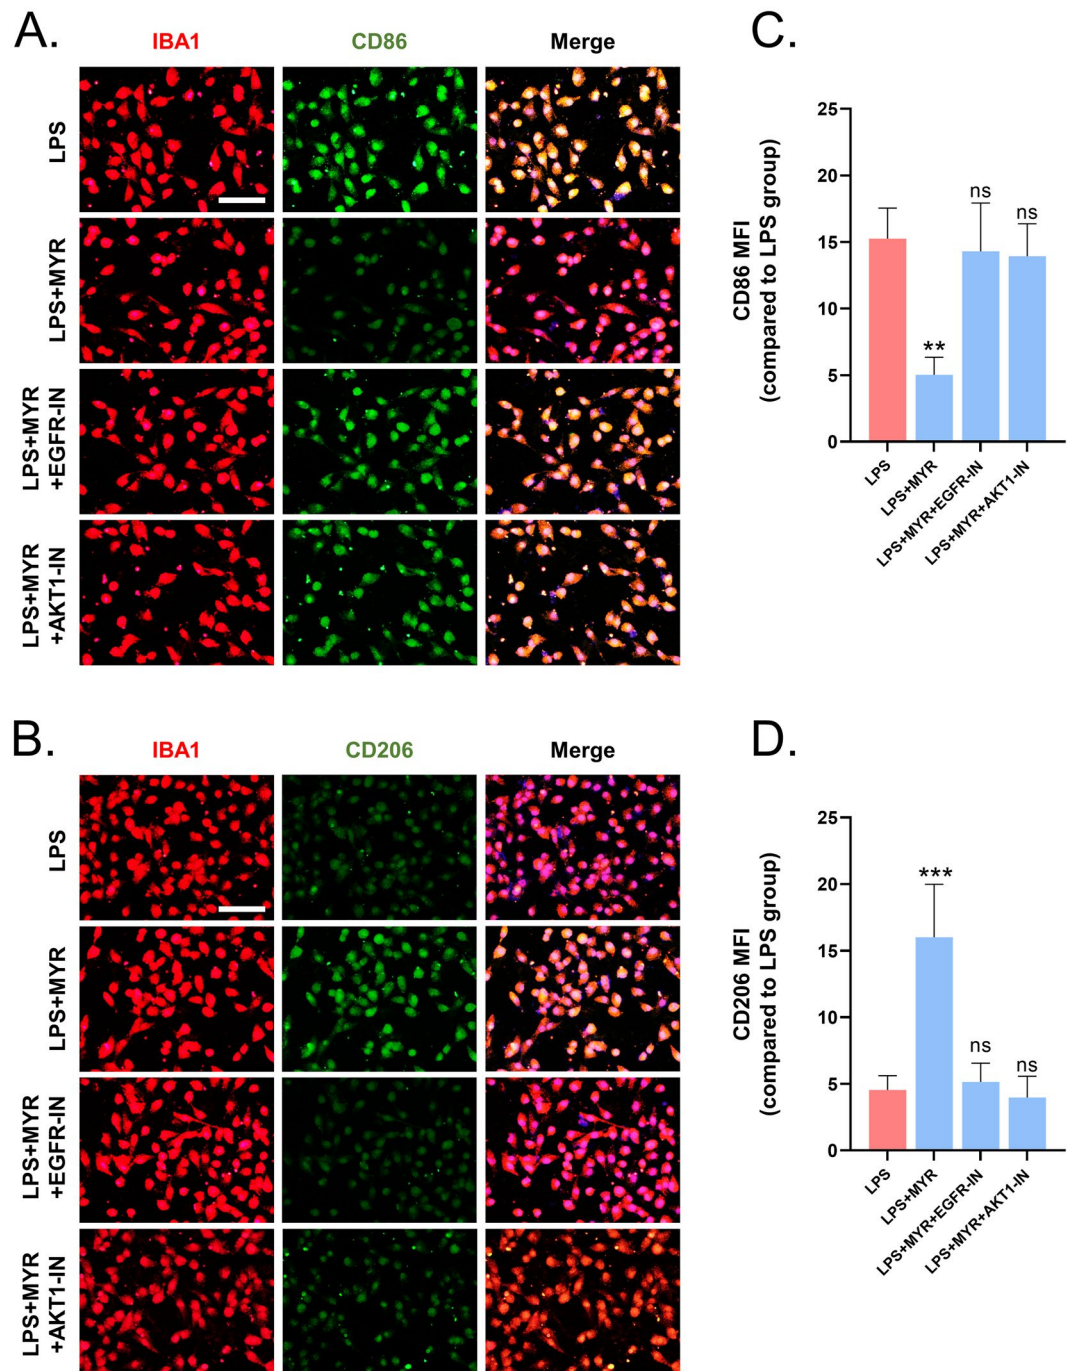 A.
IBA1 CD86 Merge
LPS
LPS+MYR
LPS+MYR
+EGFR-IN
LPS+MYR
+AKT1-IN
C.
CD86 MFI
(compared to LPS group)
25
20
15
10
5
0
**
ns
ns
LPS
LPS+MYR
LPS+MYR+EGFR-IN
LPS+MYR+AKT1-IN
B.
IBA1 CD206 Merge
LPS
LPS+MYR
LPS+MYR
+EGFR-IN
LPS+MYR
+AKT1-IN
D.
CD206 MFI
(compared to LPS group)
25
20
15
10
5
0
***
ns
ns
LPS
LPS+MYR
LPS+MYR+EGFR-IN
LPS+MYR+AKT1-IN